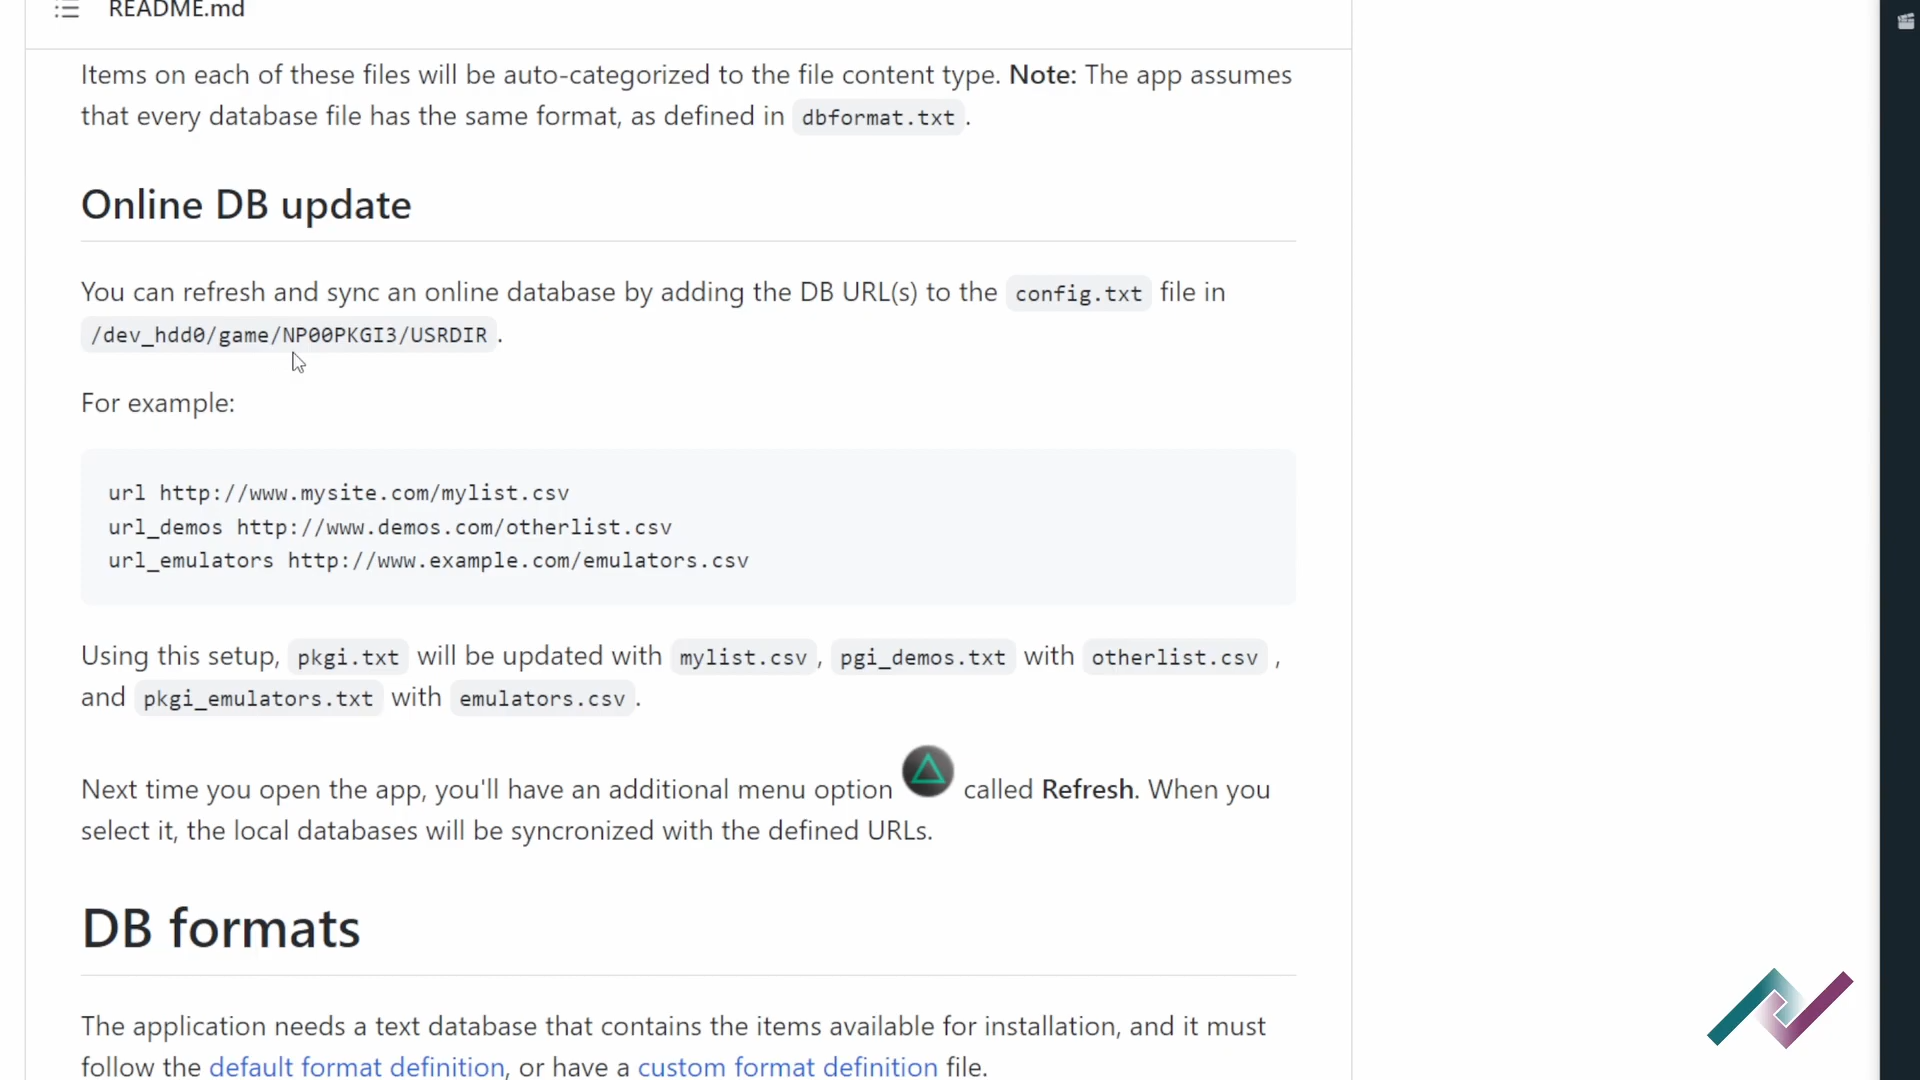 README.md
Items on each of these files will be auto-categorized to the file content type. Note: The app assumes
that every database file has the same format, as defined in dbformat.txt.
Online DB update
You can refresh and sync an online database by adding the DB URL(s) to the config.txt file in
/dev_hdd0/game/NP00PKGI3/USRDIR.
For example:
url http://www.mysite.com/mylist.csv
url_demos http://www.demos.com/otherlist.csv
url_emulators http://www.example.com/emulators.csv
Using this setup, pkgi.txt will be updated with mylist.csv, pgi_demos.txt with otherlist.csv ,
and pkgi_emulators.txt with emulators.csv.
Next time you open the app, you'll have an additional menu option called Refresh. When you
select it, the local databases will be syncronized with the defined URLs.
DB formats
The application needs a text database that contains the items available for installation, and it must
follow the default format definition, or have a custom format definition file.